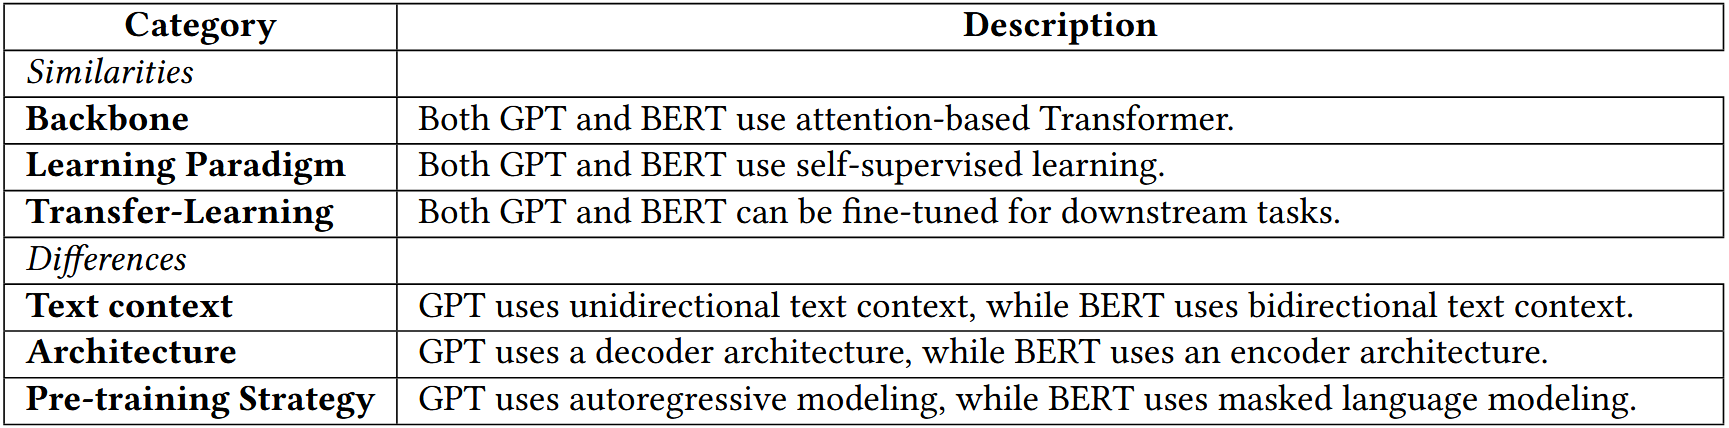 Category Description
Similarities
Backbone Both GPT and BERT use attention-based Transformer.
Learning Paradigm Both GPT and BERT use self-supervised learning.
Transfer-Learning Both GPT and BERT can be fine-tuned for downstream tasks.
Differences
Text context GPT uses unidirectional text context, while BERT uses bidirectional text context.
Architecture GPT uses a decoder architecture, while BERT uses an encoder architecture.
Pre-training Strategy GPT uses autoregressive modeling, while BERT uses masked language modeling.